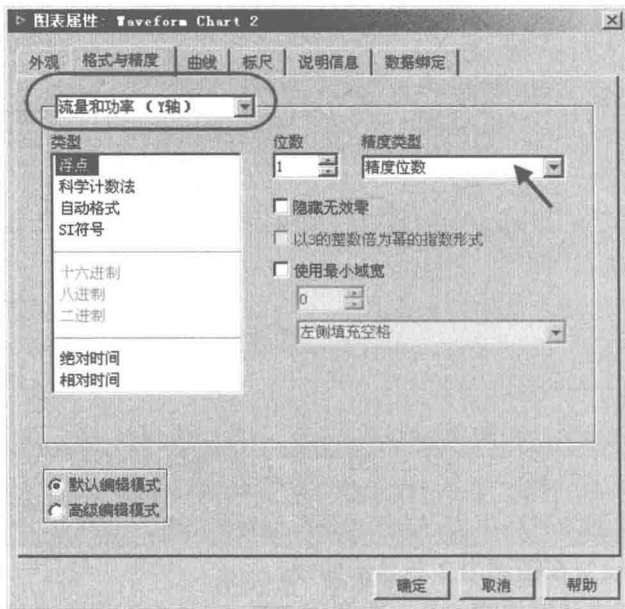 图表属性: Waveform Chart 2
外观 格式与精度 曲线 标尺 说明信息 数据绑定
流量和功率 (Y轴)
类型 位数 精度类型
浮点 1 精度位数
科学计数法
自动格式 隐藏无效零
SI符号 以3的整数倍为幂的指数形式
十六进制 使用最小域宽
八进制 0
二进制 左侧填充空格
绝对时间
相对时间
默认编辑模式
高级编辑模式
确定 取消 帮助